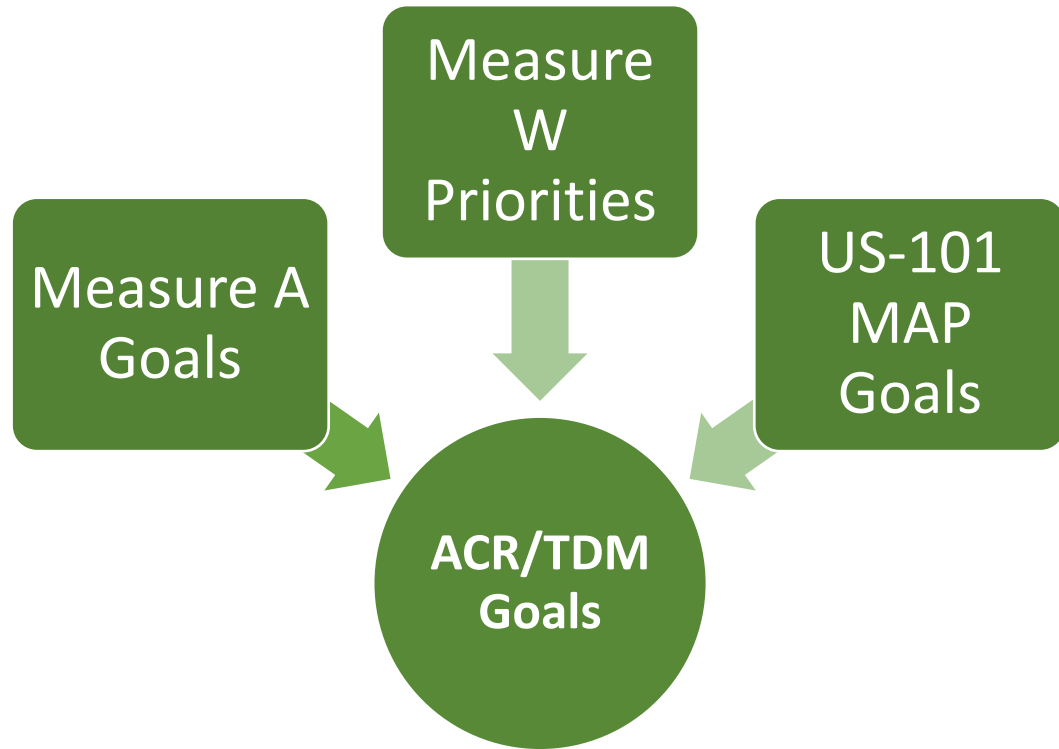 Measure
W
Priorities
Measure A
Goals
US-101
MAP
Goals
ACR/TDM
Goals